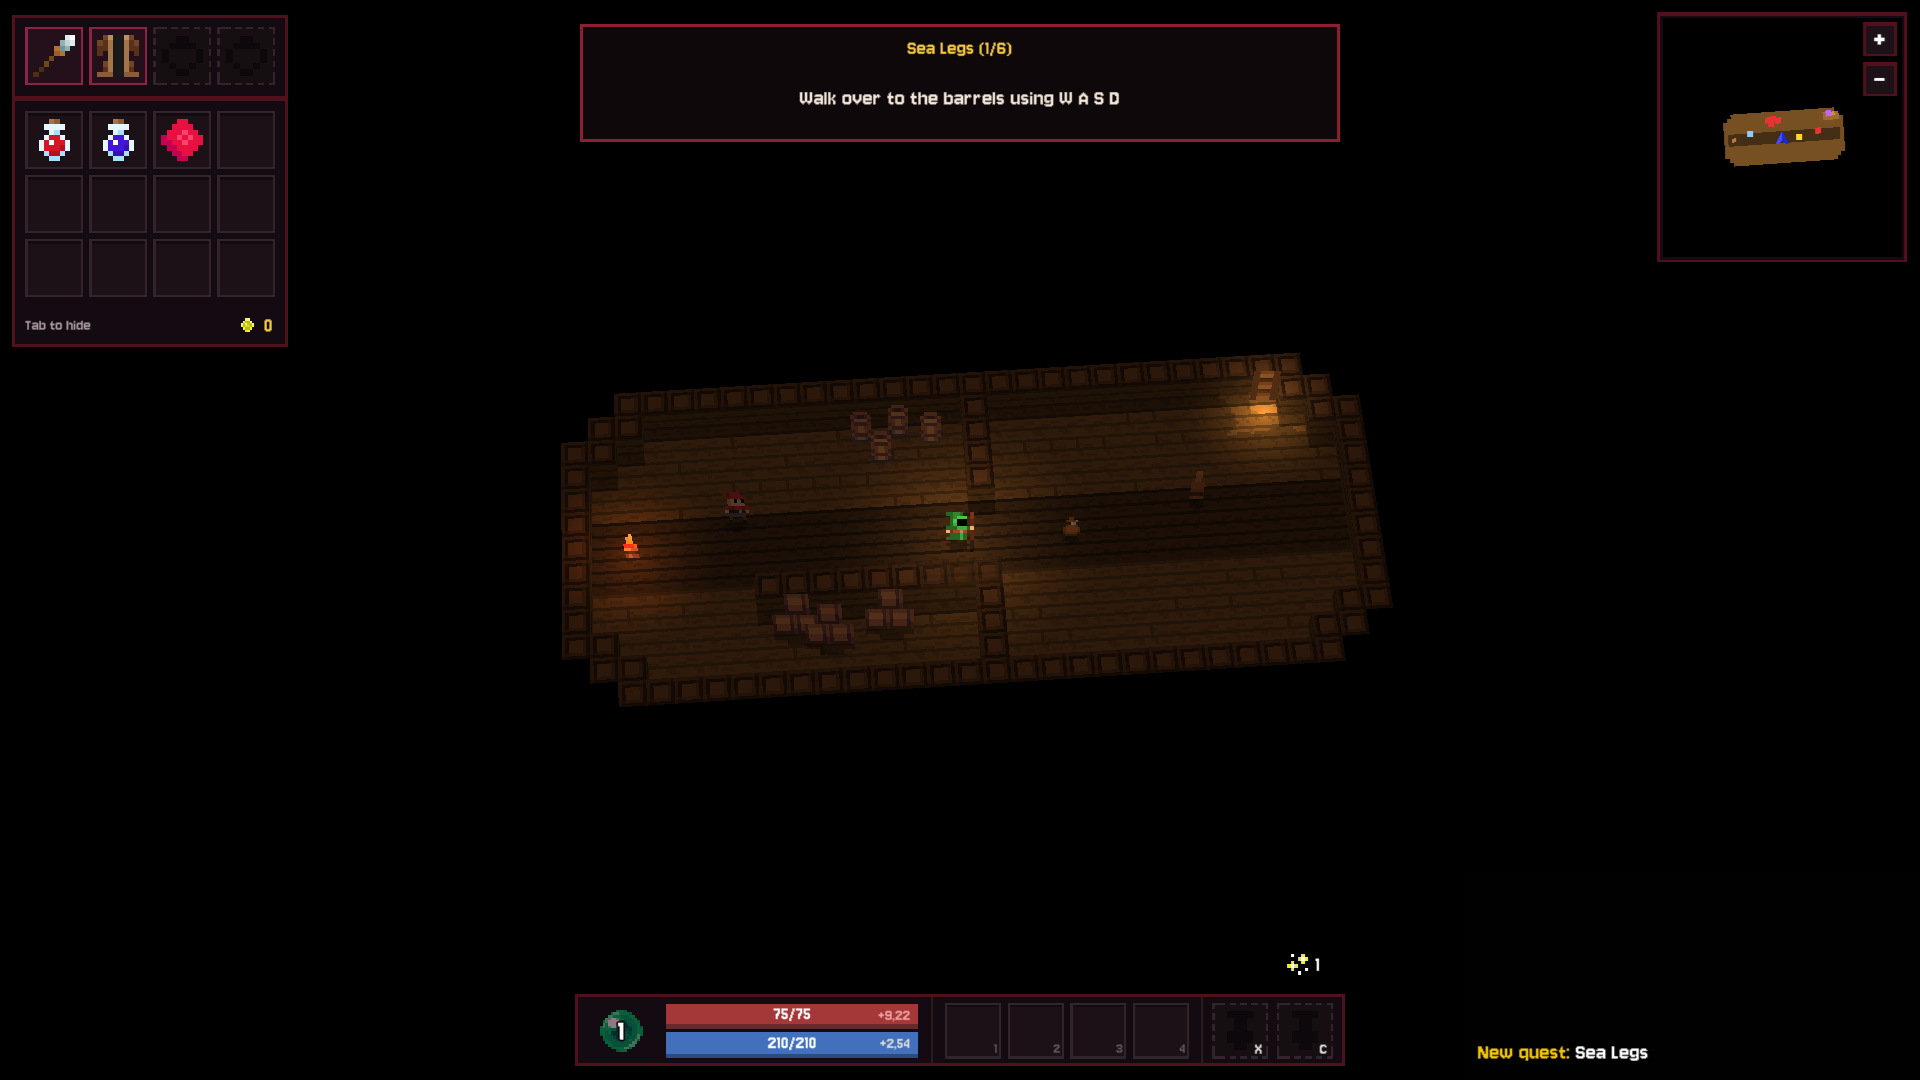 Sea Legs (1/6)
Walk over to the barrels using W A S D
+
-
Tab to hide
0
1
1
75/75
+9,22
210/210
+2,54
1
2
3
4
X
C
New quest: Sea Legs